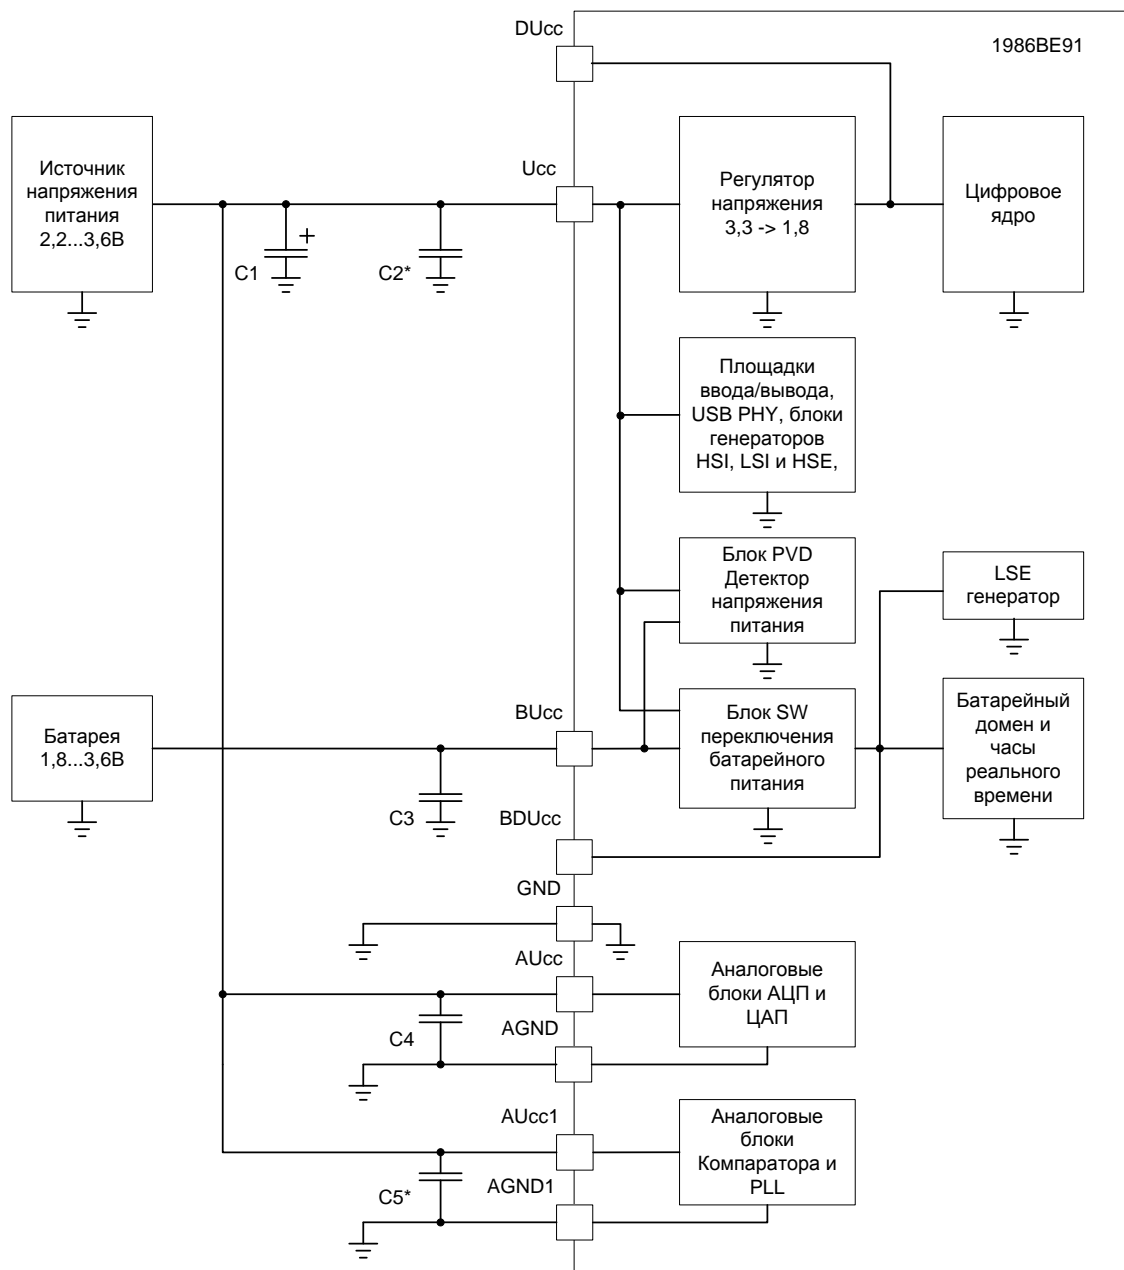 DUcc
1986ВЕ91
Источник
напряжения
питания
2,2...3,6В
Ucc
Регулятор
напряжения
3,3 -> 1,8
Цифровое
ядро
+
C1
C2*
Площадки
ввода/вывода,
USB PHY, блоки
генераторов
HSI, LSI и HSE,
Блок PVD
Детектор
напряжения
питания
LSE
генератор
Батарея
1,8...3,6В
BUcc
Блок SW
переключения
батарейного
питания
Батарейный
домен и
часы
реального
времени
C3
BDUcc
GND
AUcc
Аналоговые
блоки АЦП и
ЦАП
C4
AGND
AUcc1
Аналоговые
блоки
Компаратора и
PLL
C5*
AGND1